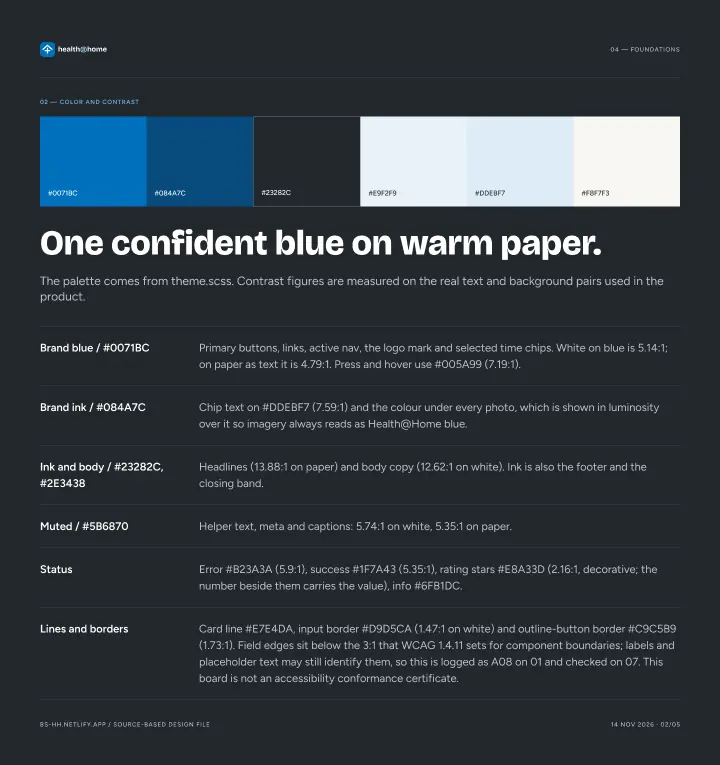 health@home
04 — FOUNDATIONS
02 — COLOR AND CONTRAST
#0071BC
#084A7C
#23282C
#E9F2F9
#DDEBF7
#F8F7F3
One confident blue on warm paper.
The palette comes from theme.scss. Contrast figures are measured on the real text and background pairs used in the
product.
Brand blue / #0071BC
Primary buttons, links, active nav, the logo mark and selected time chips. White on blue is 5.14:1;
on paper as text it is 4.79:1. Press and hover use #005A99 (7.19:1).
Brand ink / #084A7C
Chip text on #DDEBF7 (7.59:1) and the colour under every photo, which is shown in luminosity
over it so imagery always reads as Health@Home blue.
Ink and body / #23282C,
#2E3438
Headlines (13.88:1 on paper) and body copy (12.62:1 on white). Ink is also the footer and the
closing band.
Muted / #5B6870
Helper text, meta and captions: 5.74:1 on white, 5.35:1 on paper.
Status
Error #B23A3A (5.9:1), success #1F7A43 (5.35:1), rating stars #E8A33D (2.16:1, decorative; the
number beside them carries the value), info #6FB1DC.
Lines and borders
Card line #E7E4DA, input border #D9D5CA (1.47:1 on white) and outline-button border #C9C5B9
(1.73:1). Field edges sit below the 3:1 that WCAG 1.4.11 sets for component boundaries; labels and
placeholder text may still identify them, so this is logged as A08 on 01 and checked on 07. This
board is not an accessibility conformance certificate.
BS-HH.NETLIFY.APP / SOURCE-BASED DESIGN FILE
14 NOV 2026 · 02/05